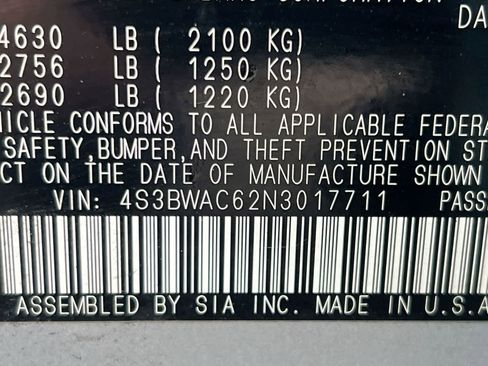 DA
4630 LB ( 2100 KG)
2756 LB ( 1250 KG)
2690 LB ( 1220 KG)
HICLE CONFORMS TO ALL APPLICABLE FEDERA
SAFETY,BUMPER,AND THEFT PREVENTION ST
CT ON THE DATE OF MANUFACTURE SHOWN
VIN: 4S3BWAC62N3017711 PASS
ASSEMBLED BY SIA INC. MADE IN U.S.A